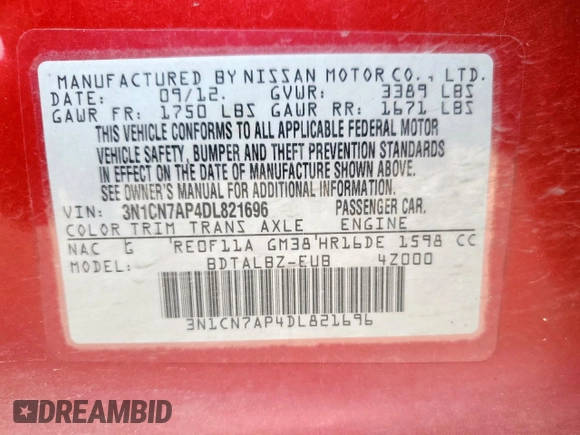 MANUFACTURED BY NISSAN MOTOR CO., LTD.
DATE: 09/12. GVWR: 3389 LBS
GAWR FR: 1750 LBS GAWR RR: 1671 LBS
THIS VEHICLE CONFORMS TO ALL APPLICABLE FEDERAL MOTOR
VEHICLE SAFETY, BUMPER AND THEFT PREVENTION STANDARDS
IN EFFECT ON THE DATE OF MANUFACTURE SHOWN ABOVE.
SEE OWNER'S MANUAL FOR ADDITIONAL INFORMATION.
VIN: 3N1CN7AP4DL821696 PASSENGER CAR.
COLOR TRIM TRANS AXLE ENGINE
NAC G 'RE0F11A GM38'HR16DE 1598 CC
MODEL: BDTALBZ-EUB 4Z000
3N1CN7AP4DL821696
DREAMBID